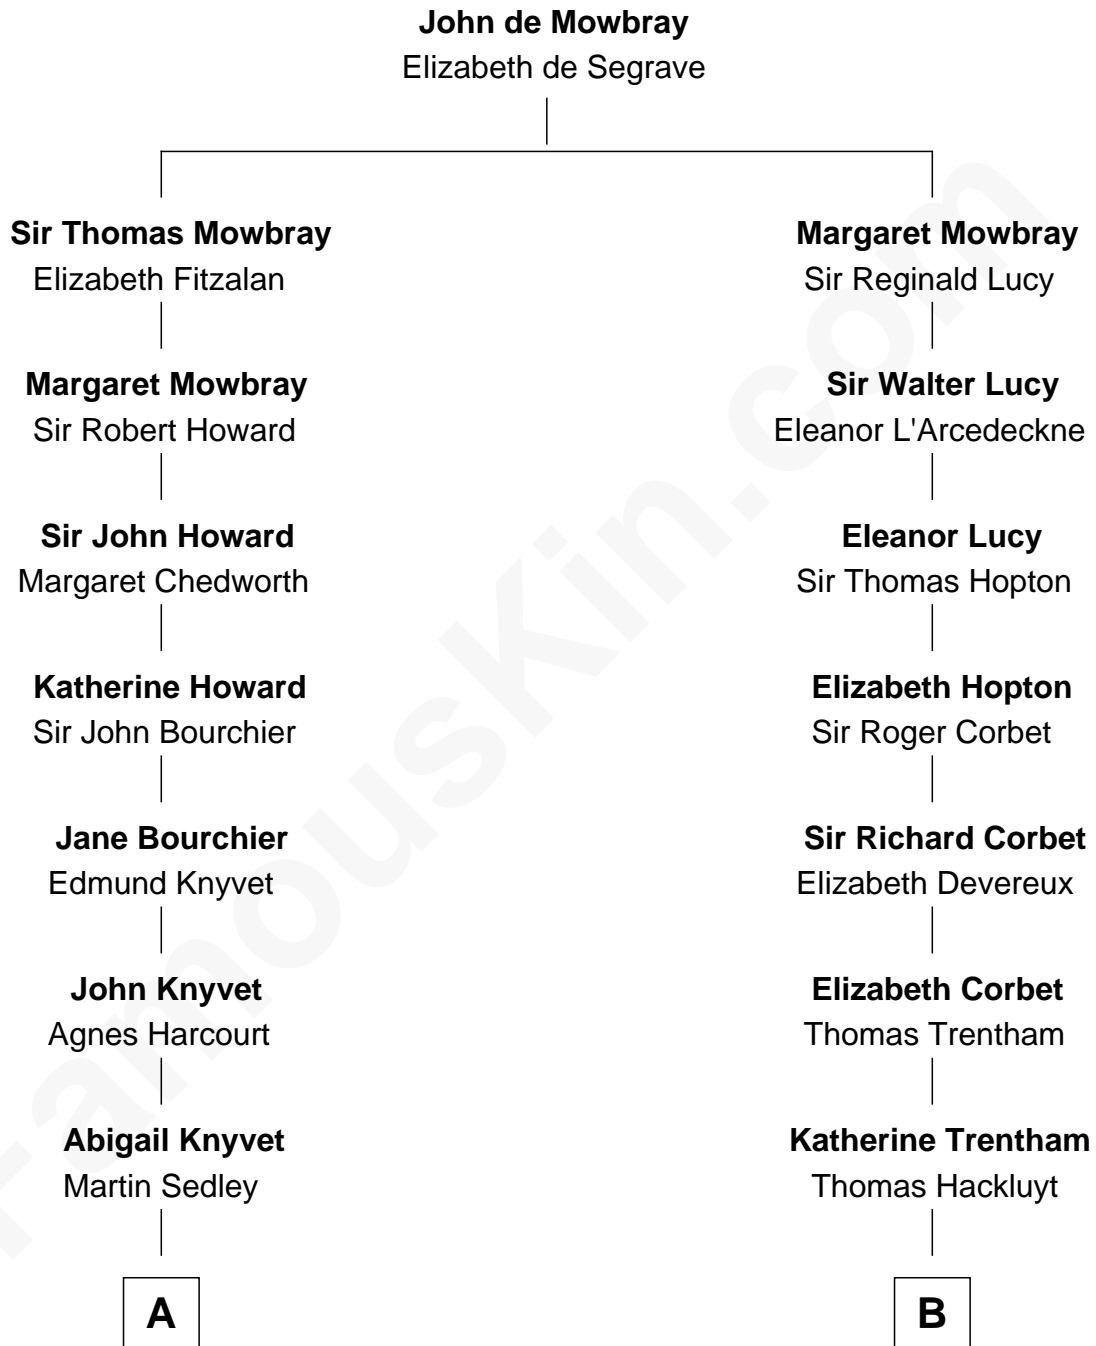 John de Mowbray
Elizabeth de Segrave
Sir Thomas Mowbray
Elizabeth Fitzalan
Margaret Mowbray
Sir Reginald Lucy
Margaret Mowbray
Sir Robert Howard
Sir Walter Lucy
Eleanor L'Arcedeckne
Sir John Howard
Margaret Chedworth
Eleanor Lucy
Sir Thomas Hopton
Katherine Howard
Sir John Bourchier
Elizabeth Hopton
Sir Roger Corbet
Jane Bourchier
Edmund Knyvet
Sir Richard Corbet
Elizabeth Devereux
John Knyvet
Agnes Harcourt
Elizabeth Corbet
Thomas Trentham
Abigail Knyvet
Martin Sedley
Katherine Trentham
Thomas Hackluyt
A
B
FamousKin.com